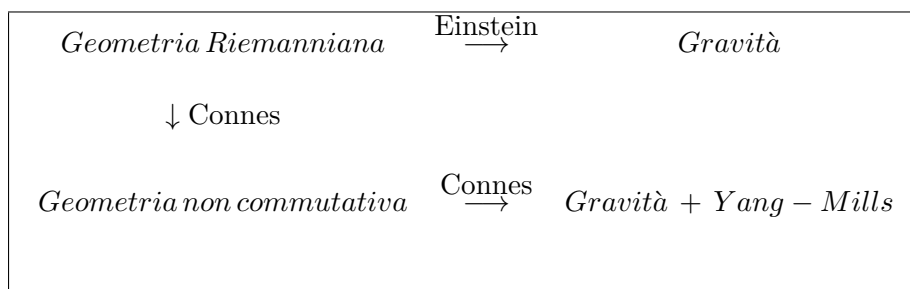 Geometria Riemanniana Einstein → Gravità
↓ Connes
Geometria non commutativa Connes → Gravità + Yang − Mills